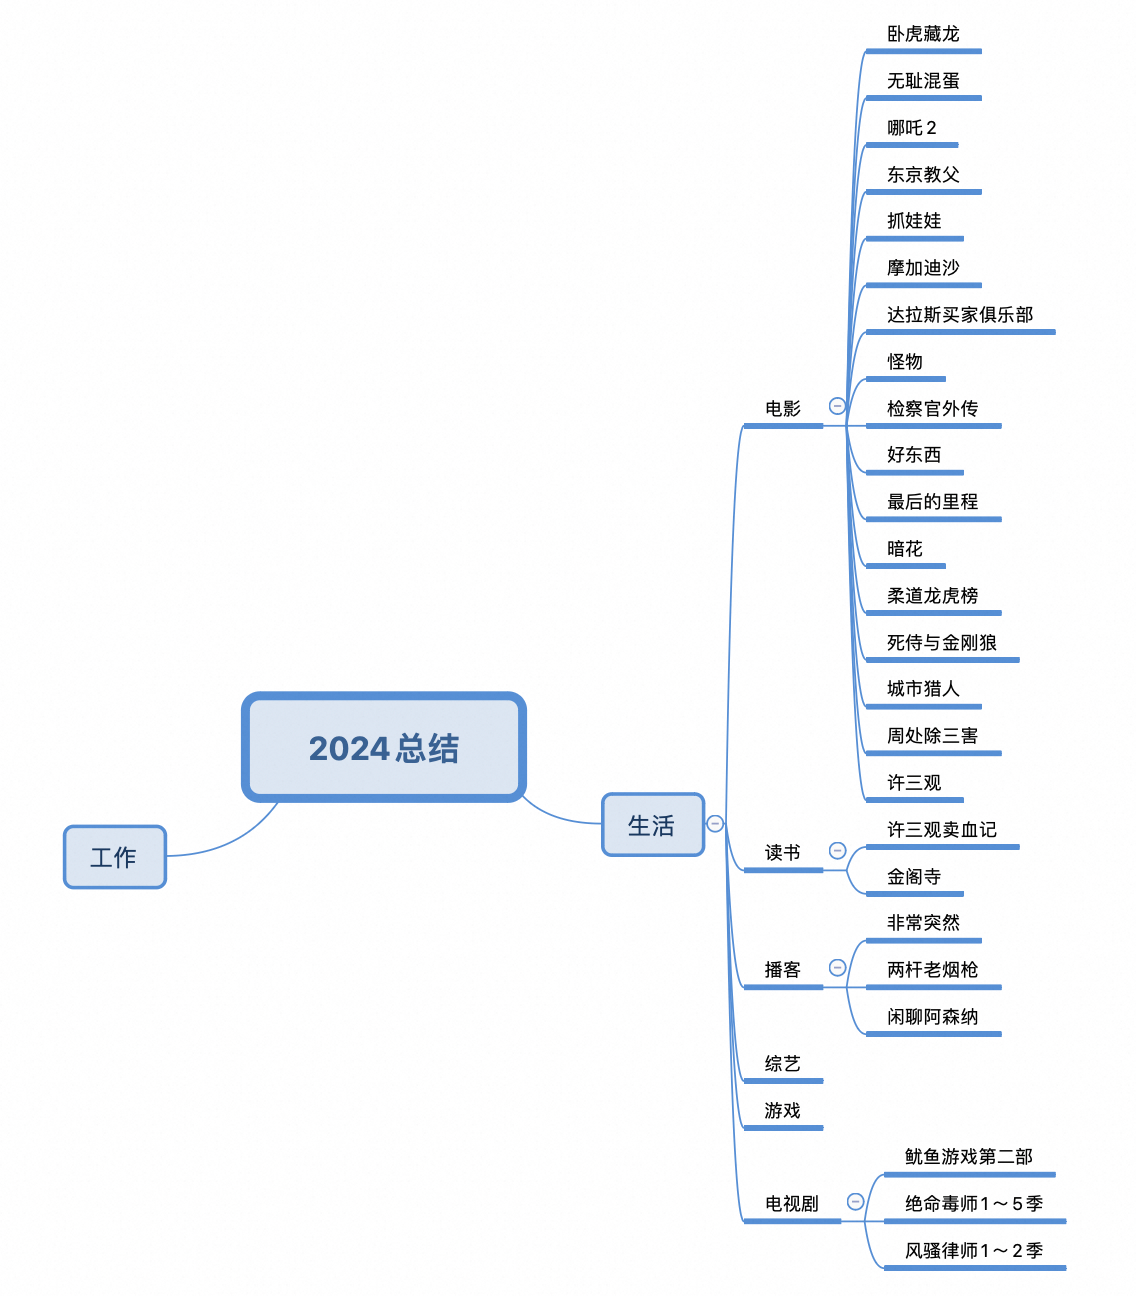 2024 总结
工作
生活
电影
卧虎藏龙
无耻混蛋
哪吒 2
东京教父
抓娃娃
摩加迪沙
达拉斯买家俱乐部
怪物
检察官外传
好东西
最后的里程
暗花
柔道龙虎榜
死侍与金刚狼
城市猎人
周处除三害
许三观
读书
许三观卖血记
金阁寺
播客
非常突然
两杆老烟枪
闲聊阿森纳
综艺
游戏
电视剧
鱿鱼游戏第二部
绝命毒师 1～5 季
风骚律师 1～2 季